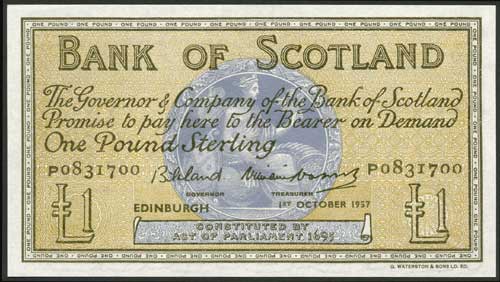 BANK OF SCOTLAND
The Governor & Company of the Bank of Scotland
Promise to pay here to the Bearer on Demand
One Pound Sterling
P0831700 P0831700
GOVERNOR TREASURER
EDINBURGH 1ST OCTOBER 1957
£1 CONSTITUTED BY £1
ACT OF PARLIAMENT 1695
G. WATERSTON & SONS LD. ED.